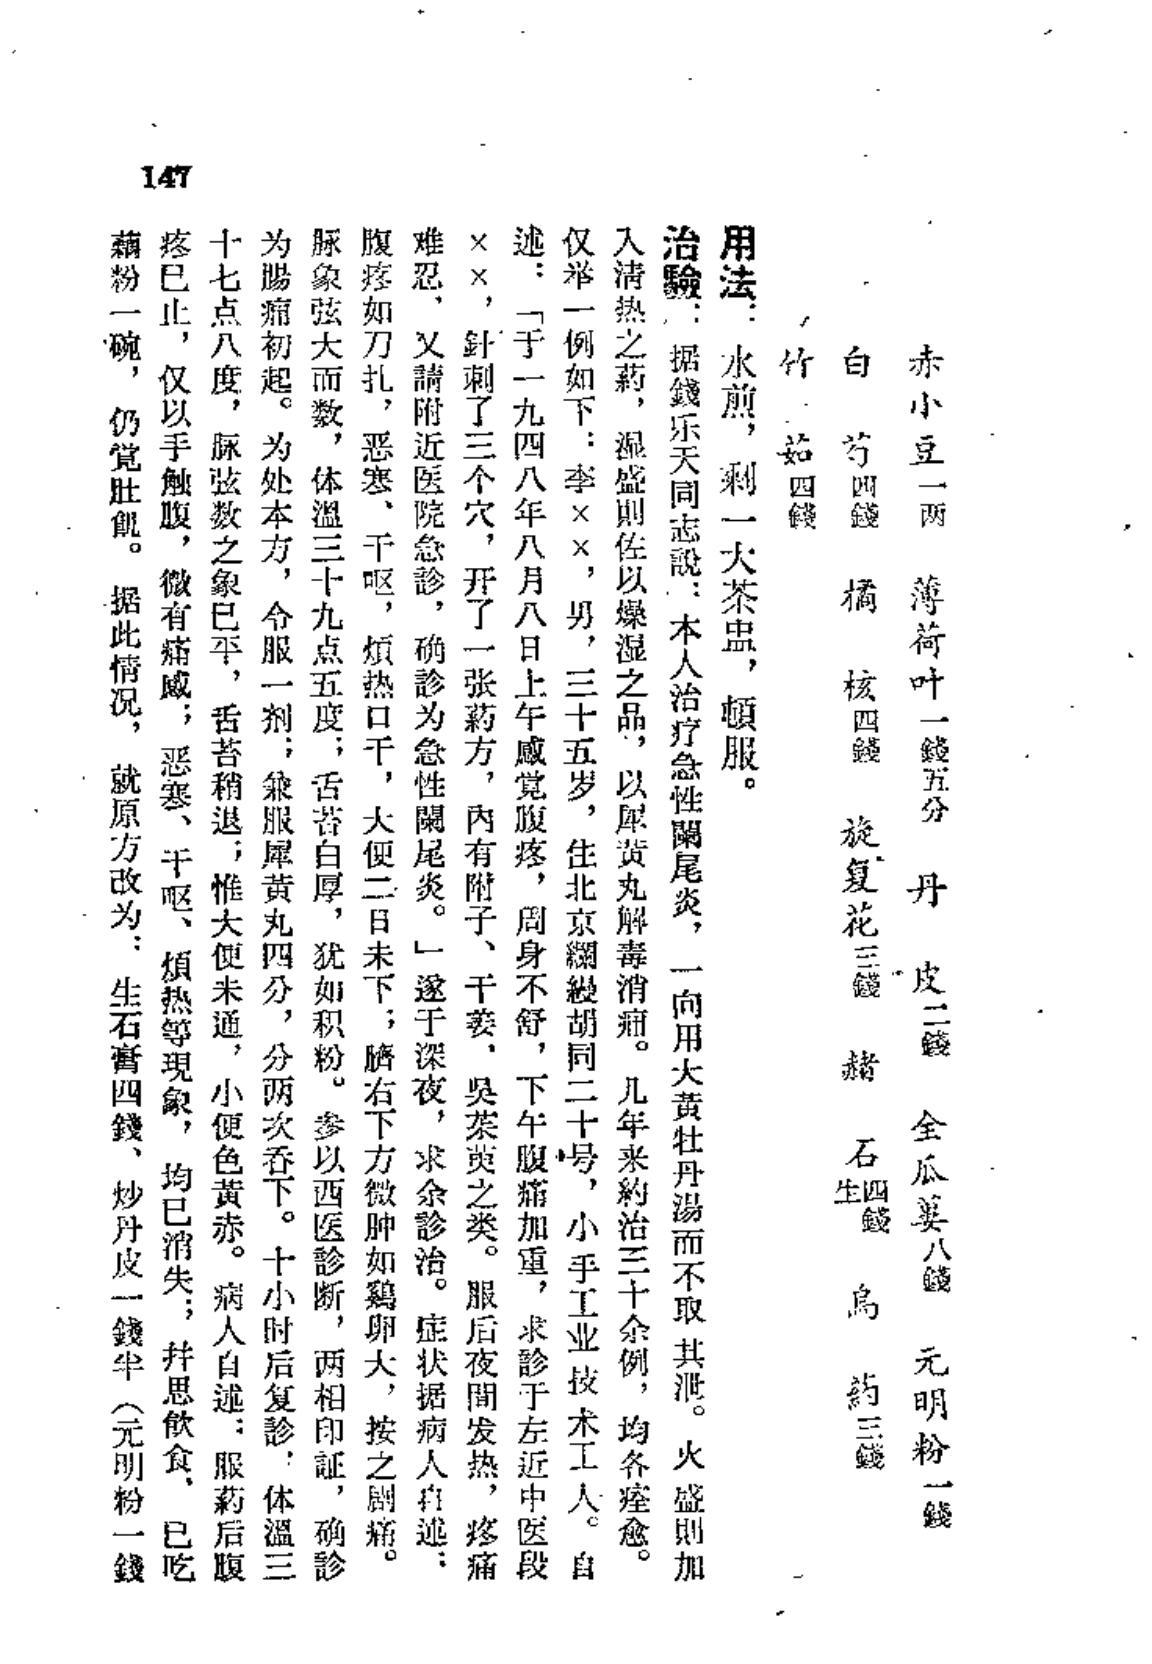 赤小豆一两　薄荷叶一錢五分　丹皮二錢　全瓜蔞八錢　元明粉一錢
白芍四錢　橘核四錢　旋复花三錢　赭石生四錢　烏葯三錢
竹茹四錢
用法：水煎，剩一大茶盅，頓服。
治驗：据錢乐天同志説：本人治疗急性闌尾炎，一向用大黄牡丹湯而不取其泄。火盛則加
入清热之葯，湿盛則佐以燥湿之品，以犀黄丸解毒消痈。几年来約治三十余例，均各痊愈。
仅举一例如下：李××，男，三十五岁，住北京爛縵胡同二十号，小手工业技术工人。自
述：「于一九四八年八月八日上午感觉腹疼，周身不舒，下午腹痛加重，求診于左近中医段
××，針刺了三个穴，开了一张葯方，內有附子、干姜、吳茱萸之类。服后夜間发热，疼痛
难忍，又請附近医院急診，确診为急性闌尾炎。」遂于深夜，求余診治。症状据病人自述：
腹疼如刀扎，恶寒、干呕，煩热口干，大便二日未下；臍右下方微肿如鷄卵大，按之剧痛。
脉象弦大而数，体溫三十九点五度；舌苔白厚，犹如积粉。参以西医診断，两相印証，确診
为腸痈初起。为处本方，令服一剂；兼服犀黄丸四分，分两次吞下。十小时后复診，体溫三
十七点八度，脉弦数之象已平，舌苔稍退；惟大便未通，小便色黄赤。病人自述：服葯后腹
疼已止，仅以手触腹，微有痛感；恶寒、干呕、煩热等現象，均已消失；幷思飲食，已吃
藕粉一碗，仍觉肚飢。据此情况，就原方改为：生石膏四錢、炒丹皮一錢半（元明粉一錢
147